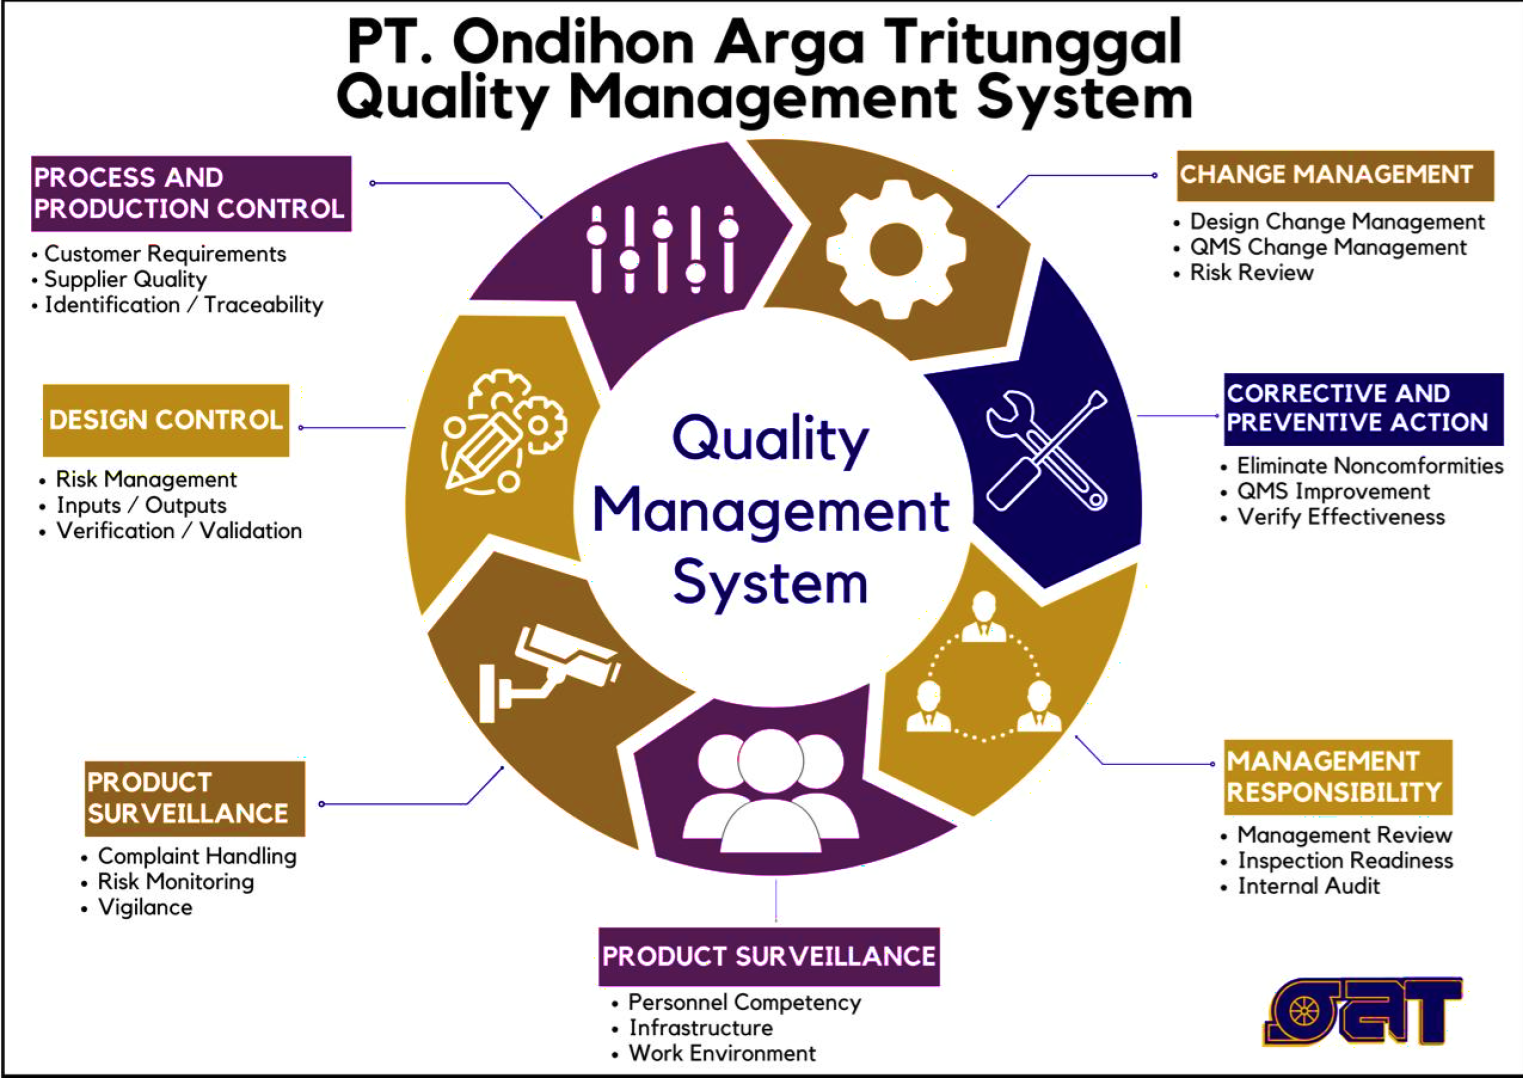 PT. Ondihon Arga Tritunggal
Quality Management System
PROCESS AND
PRODUCTION CONTROL
• Customer Requirements
• Supplier Quality
• Identification / Traceability
CHANGE MANAGEMENT
• Design Change Management
• QMS Change Management
• Risk Review
DESIGN CONTROL
• Risk Management
• Inputs / Outputs
• Verification / Validation
Quality
Management
System
CORRECTIVE AND
PREVENTIVE ACTION
• Eliminate Noncomformities
• QMS Improvement
• Verify Effectiveness
PRODUCT
SURVEILLANCE
• Complaint Handling
• Risk Monitoring
• Vigilance
MANAGEMENT
RESPONSIBILITY
• Management Review
• Inspection Readiness
• Internal Audit
PRODUCT SURVEILLANCE
• Personnel Competency
• Infrastructure
• Work Environment
OAT